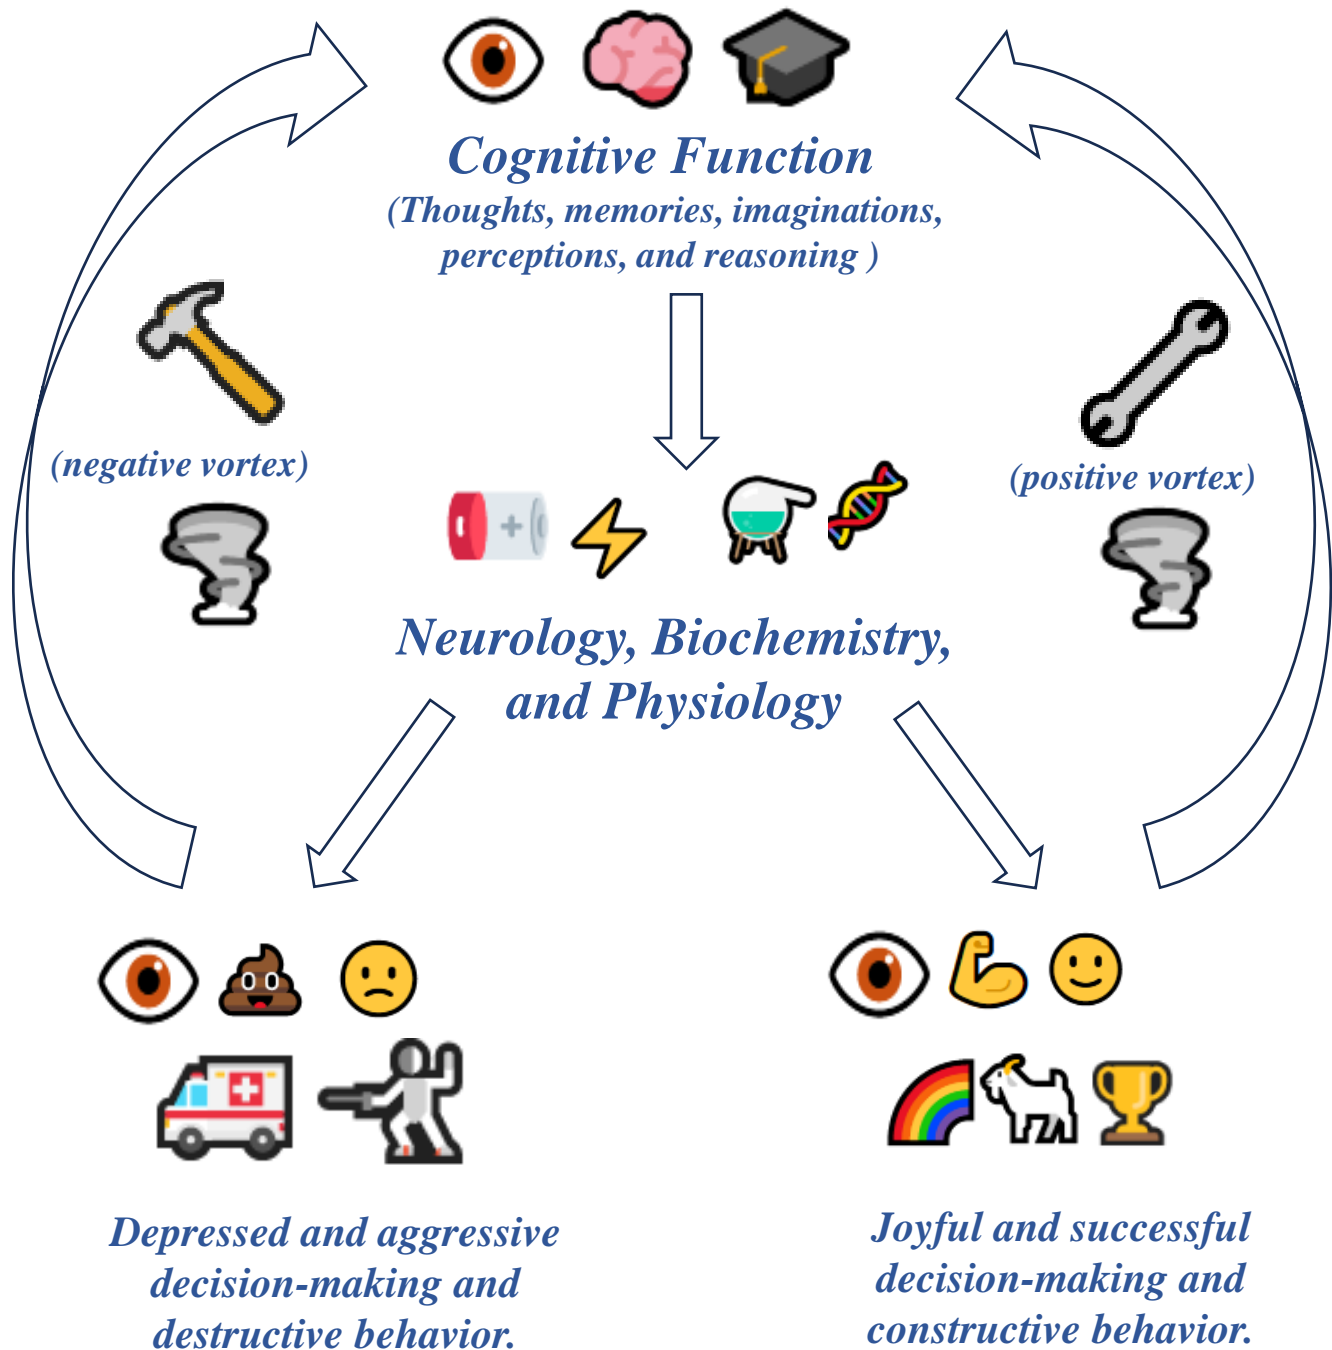 Cognitive Function
(Thoughts, memories, imaginations,
perceptions, and reasoning )
(negative vortex)
(positive vortex)
Neurology, Biochemistry,
and Physiology
Depressed and aggressive
decision-making and
destructive behavior.
Joyful and successful
decision-making and
constructive behavior.